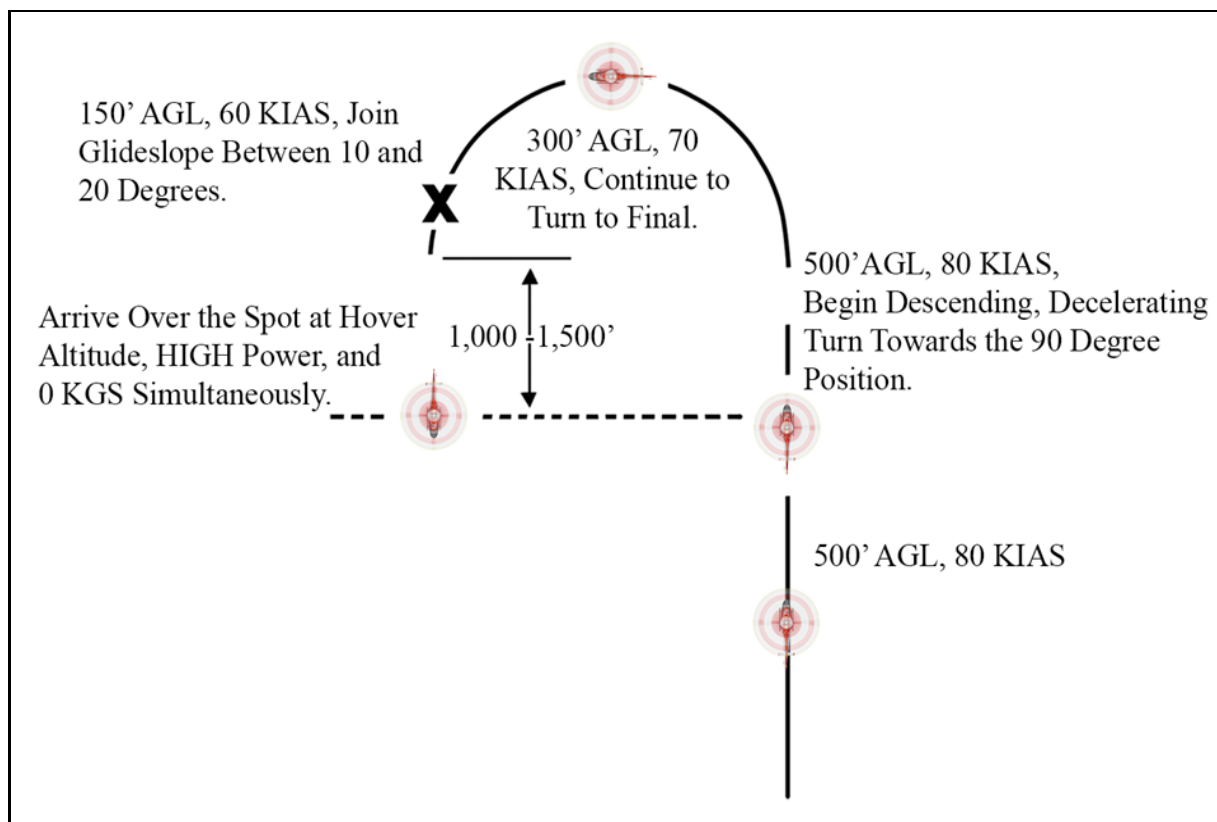 150’ AGL, 60 KIAS, Join
Glideslope Between 10 and
20 Degrees.
X
300’ AGL, 70
KIAS, Continue to
Turn to Final.
500’AGL, 80 KIAS,
Begin Descending, Decelerating
Turn Towards the 90 Degree
Position.
Arrive Over the Spot at Hover
Altitude, HIGH Power, and
0 KGS Simultaneously.
1,000 -1,500’
500’ AGL, 80 KIAS